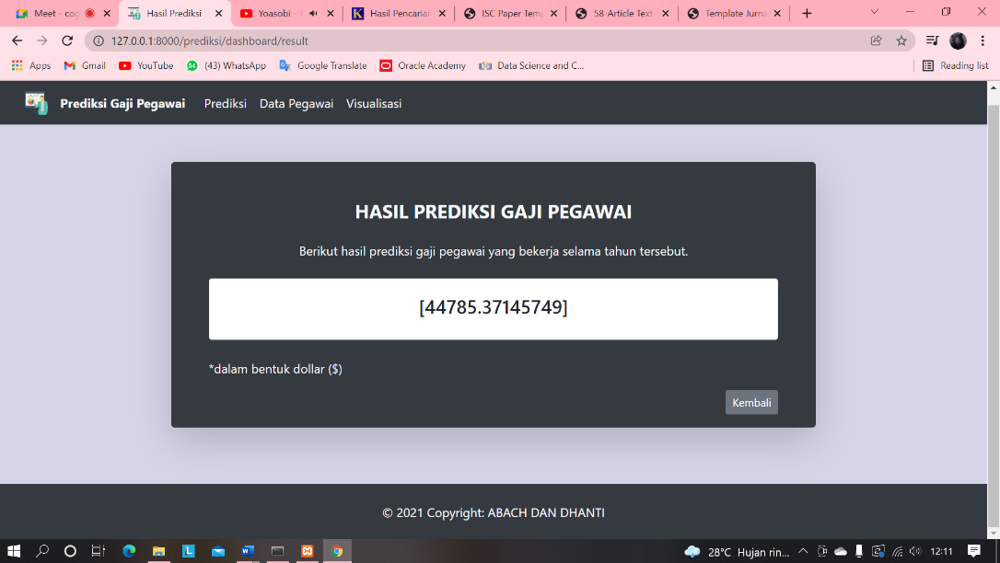 Meet - coc
Hasil Prediksi
Yoasobi -
Hasil Pencarian
ISC Paper Temp
58-Article Text
Template Jurna
127.0.0.1:8000/prediksi/dashboard/result
Apps
Gmail
YouTube
54
(43) WhatsApp
Google Translate
Oracle Academy
Data Science and C...
Reading list
Prediksi Gaji Pegawai
Prediksi
Data Pegawai
Visualisasi
HASIL PREDIKSI GAJI PEGAWAI
Berikut hasil prediksi gaji pegawai yang bekerja selama tahun tersebut.
[44785.37145749]
*dalam bentuk dollar ($)
Kembali
© 2021 Copyright: ABACH DAN DHANTI
28°C Hujan rin...
12:11